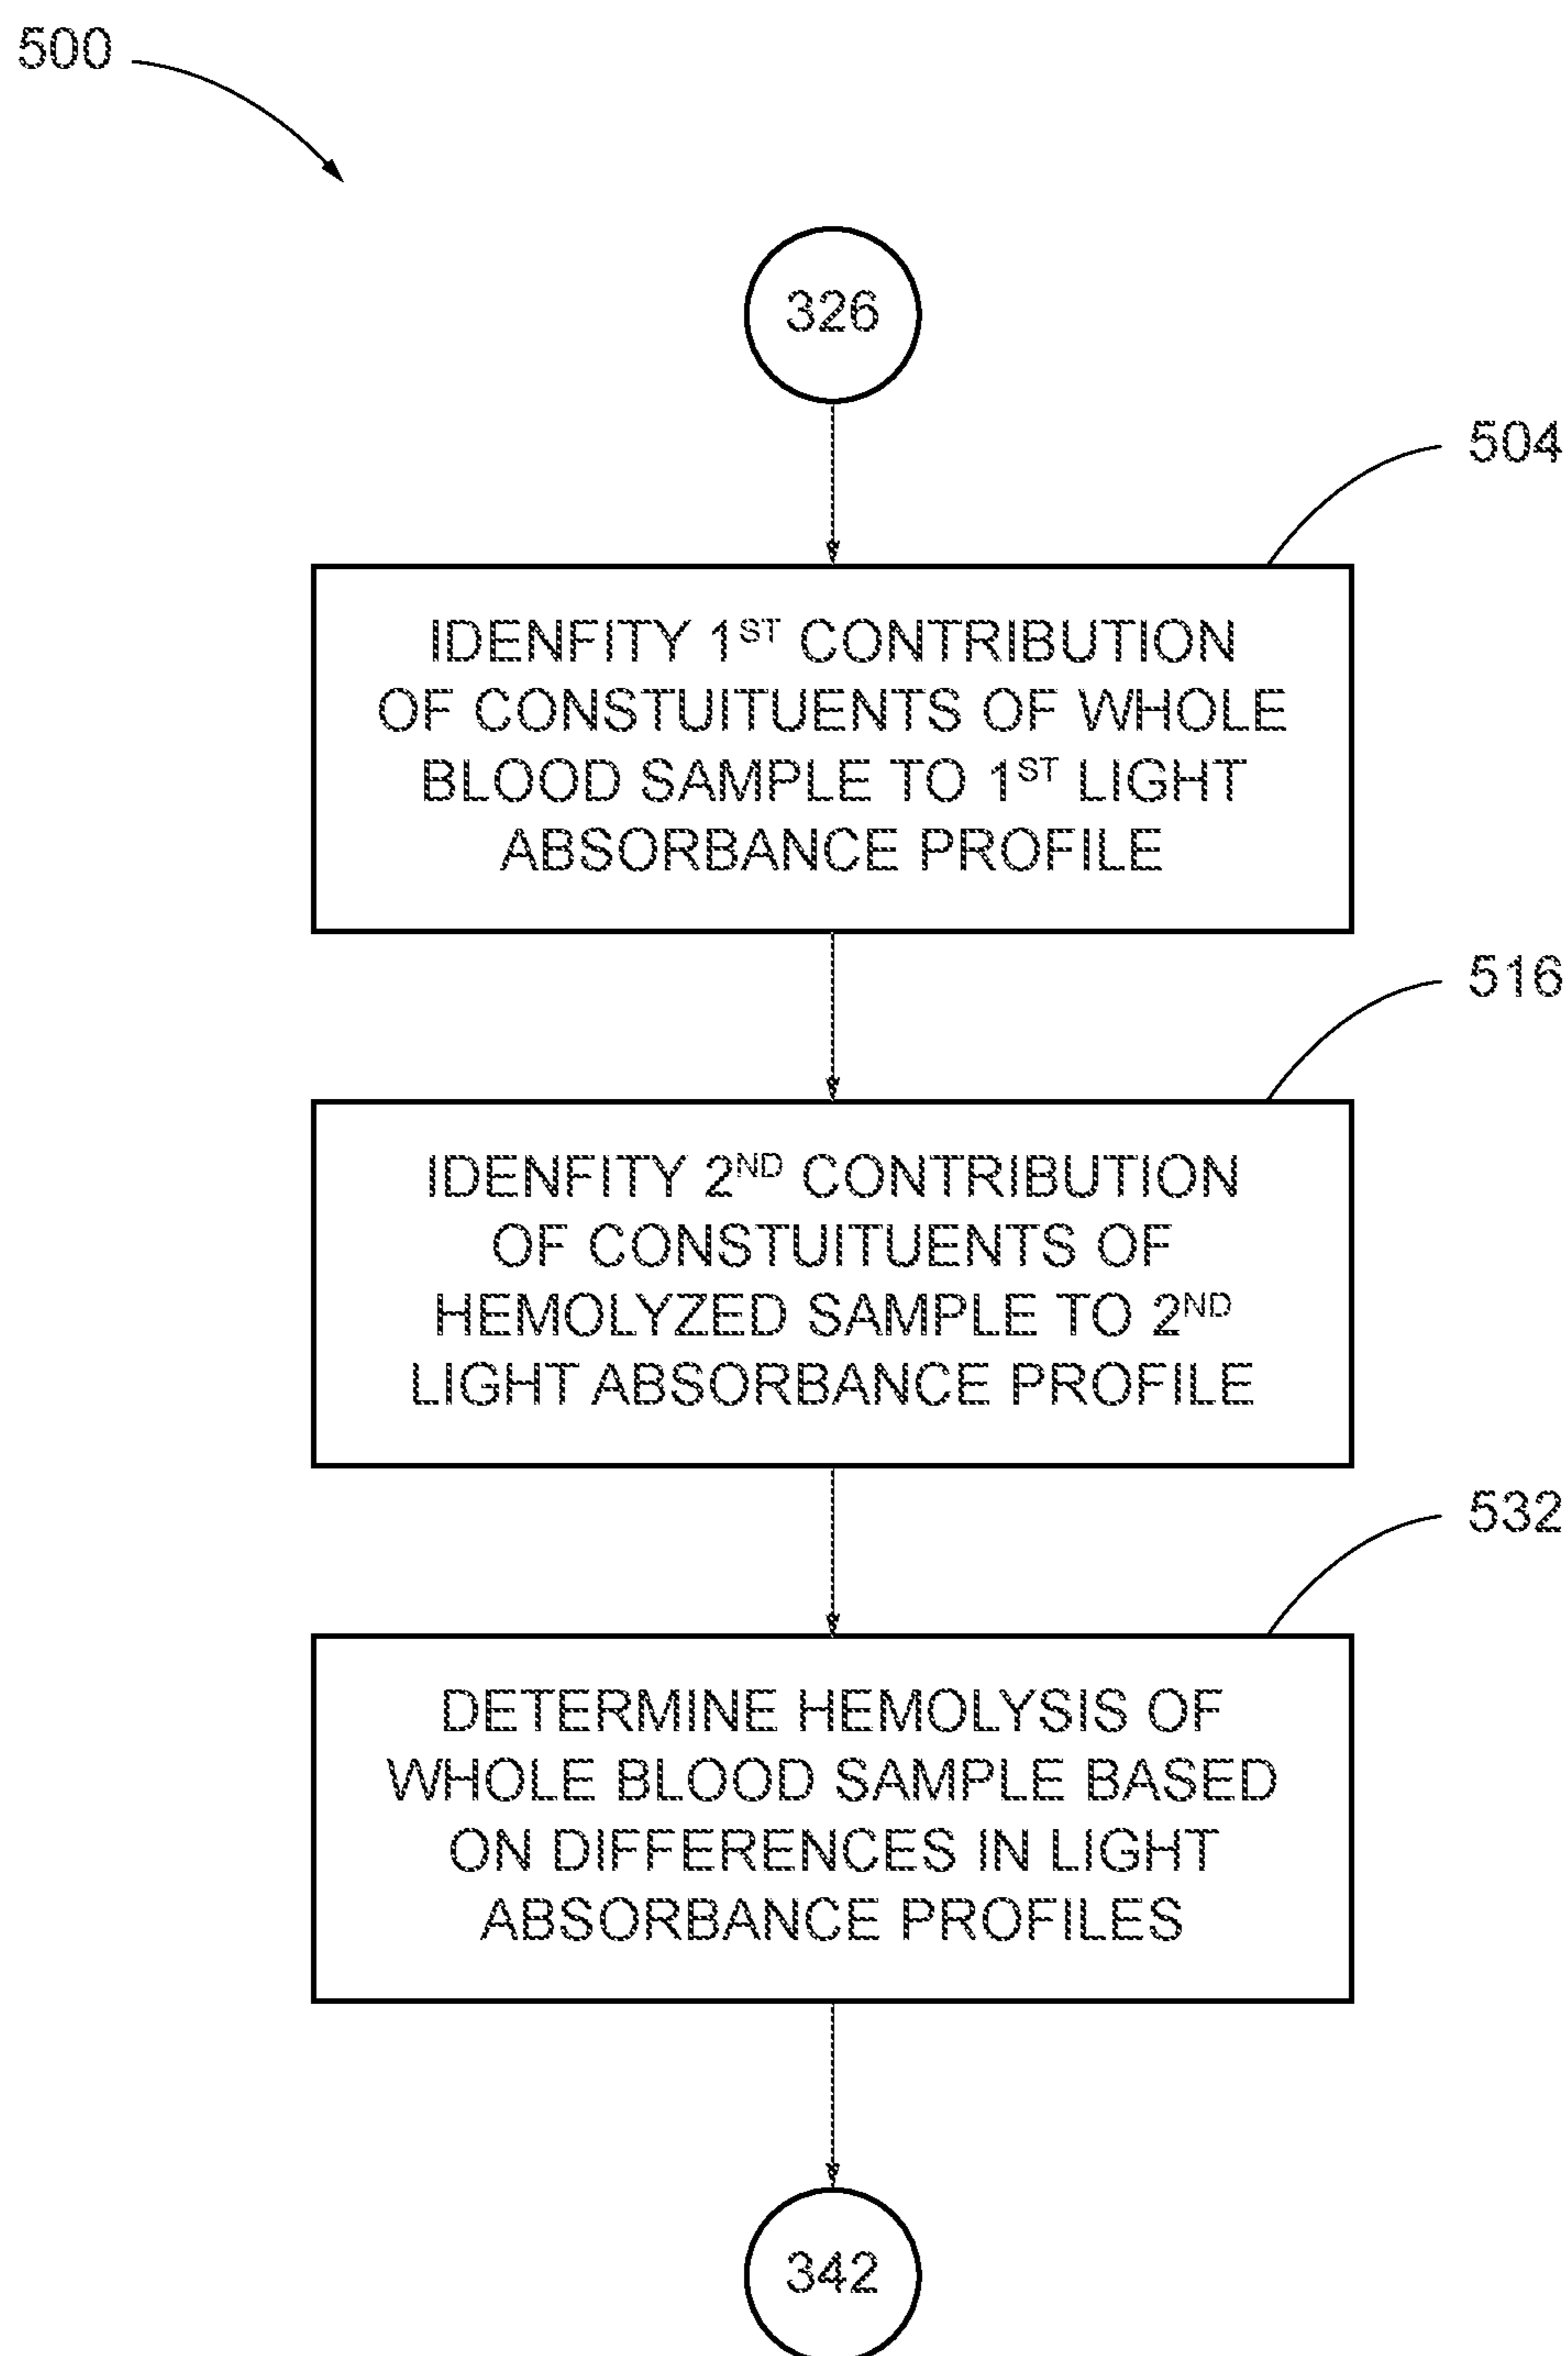 500
326
504
IDENFITY 1ST CONTRIBUTION
OF CONSTUITUENTS OF WHOLE
BLOOD SAMPLE TO 1ST LIGHT
ABSORBANCE PROFILE
516
IDENFITY 2ND CONTRIBUTION
OF CONSTUITUENTS OF
HEMOLYZED SAMPLE TO 2ND
LIGHT ABSORBANCE PROFILE
532
DETERMINE HEMOLYSIS OF
WHOLE BLOOD SAMPLE BASED
ON DIFFERENCES IN LIGHT
ABSORBANCE PROFILES
342